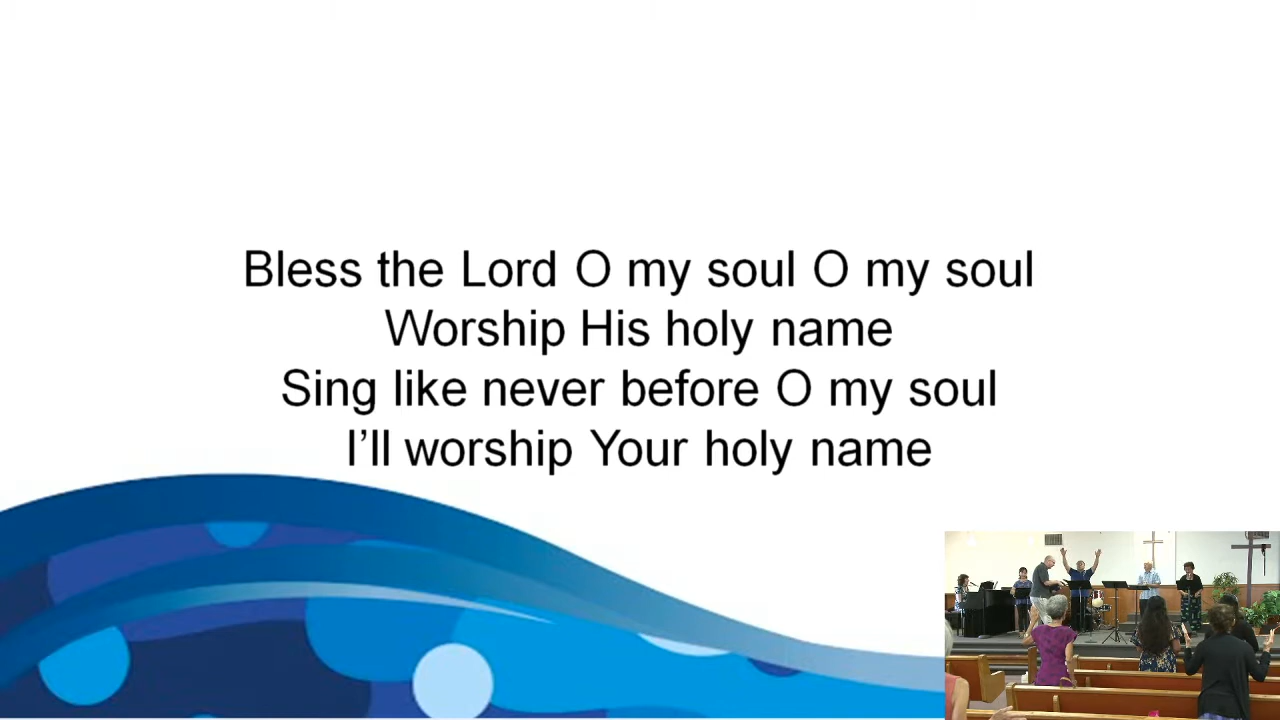 Bless the Lord O my soul O my soul
Worship His holy name
Sing like never before O my soul
I’ll worship Your holy name